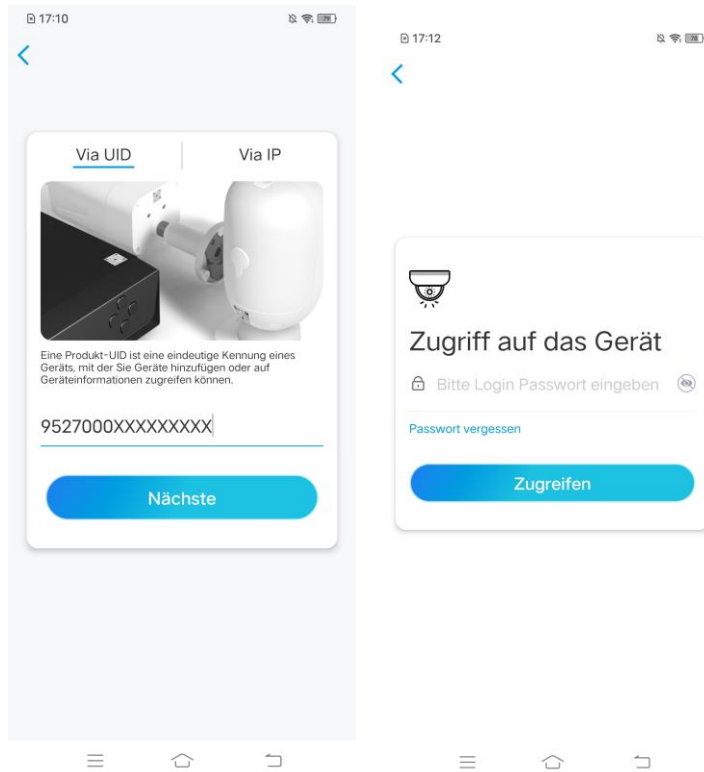 17:10
78
Via UID
Via IP
Eine Produkt-UID ist eine eindeutige Kennung eines
Geräts, mit der Sie Geräte hinzufügen oder auf
Geräteinformationen zugreifen können.
9527000XXXXXXXXX
Nächste
17:12
78
Zugriff auf das Gerät
Bitte Login Passwort eingeben
Passwort vergessen
Zugreifen